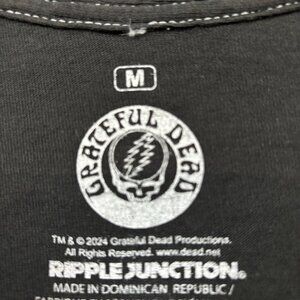 M
GRATEFUL DEAD
TM & © 2024 Grateful Dead Productions.
All Rights Reserved. www.dead.net
RIPPLE JUNCTION®
MADE IN DOMINICAN REPUBLIC /